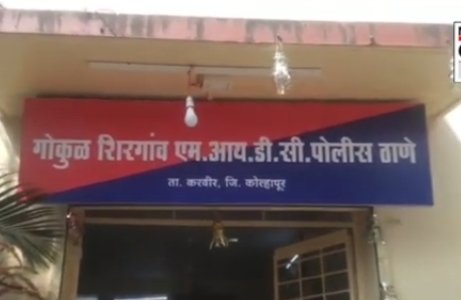 गोकुळ शिरगांव एम.आय.डी.सी.पोलीस ठाणे
ता. करवीर, जि. कोल्हापूर